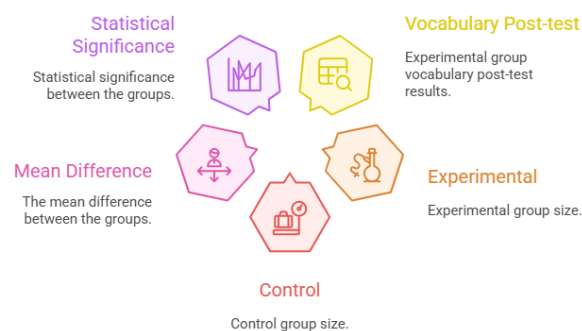 Statistical
Significance
Statistical significance
between the groups.
Vocabulary Post-test
Experimental group
vocabulary post-test
results.
Mean Difference
The mean difference
between the groups.
Experimental
Experimental group size.
Control
Control group size.